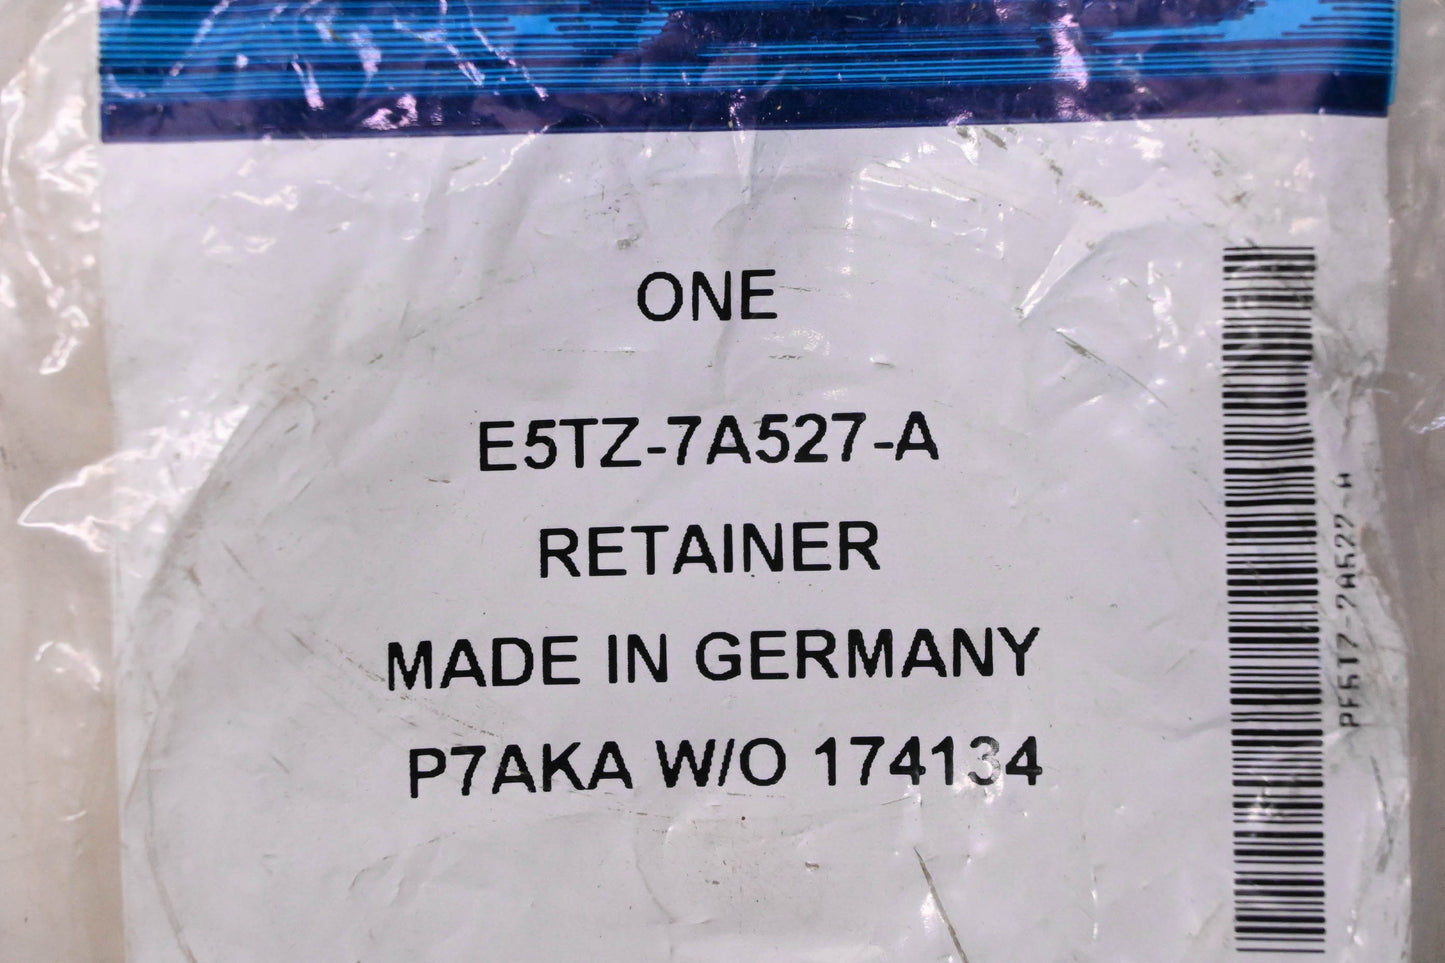 ONE
E5TZ-7A527-A
RETAINER
MADE IN GERMANY
P7AKA W/O 174134